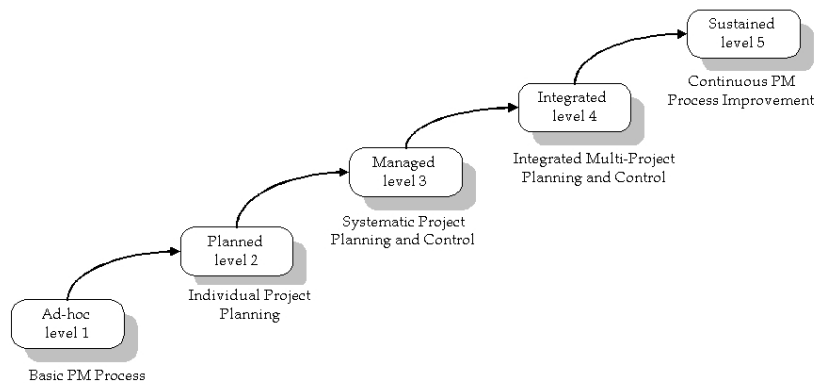 Sustained
level 5
Continuous PM
Process Improvement
Integrated
level 4
Integrated Multi-Project
Planning and Control
Managed
level 3
Systematic Project
Planning and Control
Planned
level 2
Individual Project
Planning
Ad-hoc
level 1
Basic PM Process